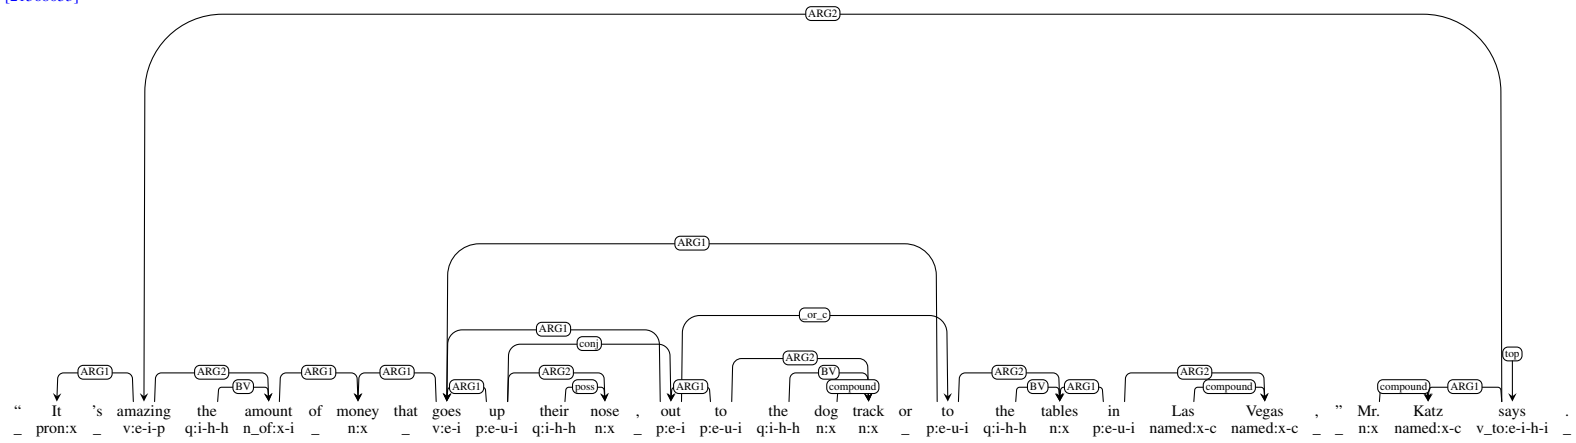 [21508055]
ARG2
ARG1
ARG1 _or_c
conj top
ARG2
ARG1 ARG2 ARG1 ARG1 ARG2 ARG2 ARG2
BV BV
ARG1 poss ARG1 compound BV ARG1 compound compound ARG1
“ It 's amazing the amount of money that goes up their nose , out to the dog track or to the tables in Las Vegas , ” Mr. Katz says .
_ pron:x _ v:e-i-p q:i-h-h n_of:x-i _ n:x _ v:e-i p:e-u-i q:i-h-h n:x _ p:e-i p:e-u-i q:i-h-h n:x n:x _ p:e-u-i q:i-h-h n:x p:e-u-i named:x-c named:x-c _ _ n:x named:x-c v_to:e-i-h-i _